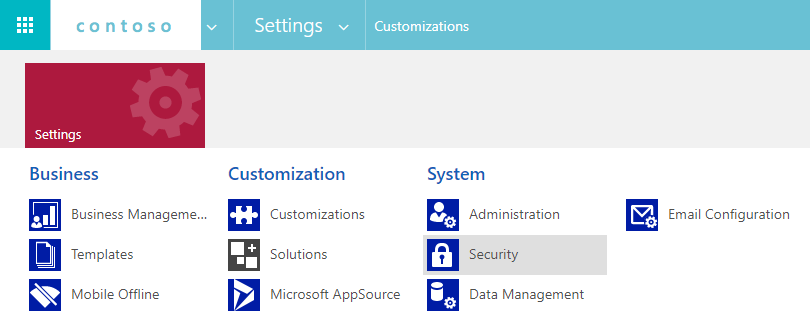 contoso Settings Customizations
Settings
Business Customization System
Business Manageme... Customizations Administration Email Configuration
Templates Solutions Security
Mobile Offline Microsoft AppSource Data Management